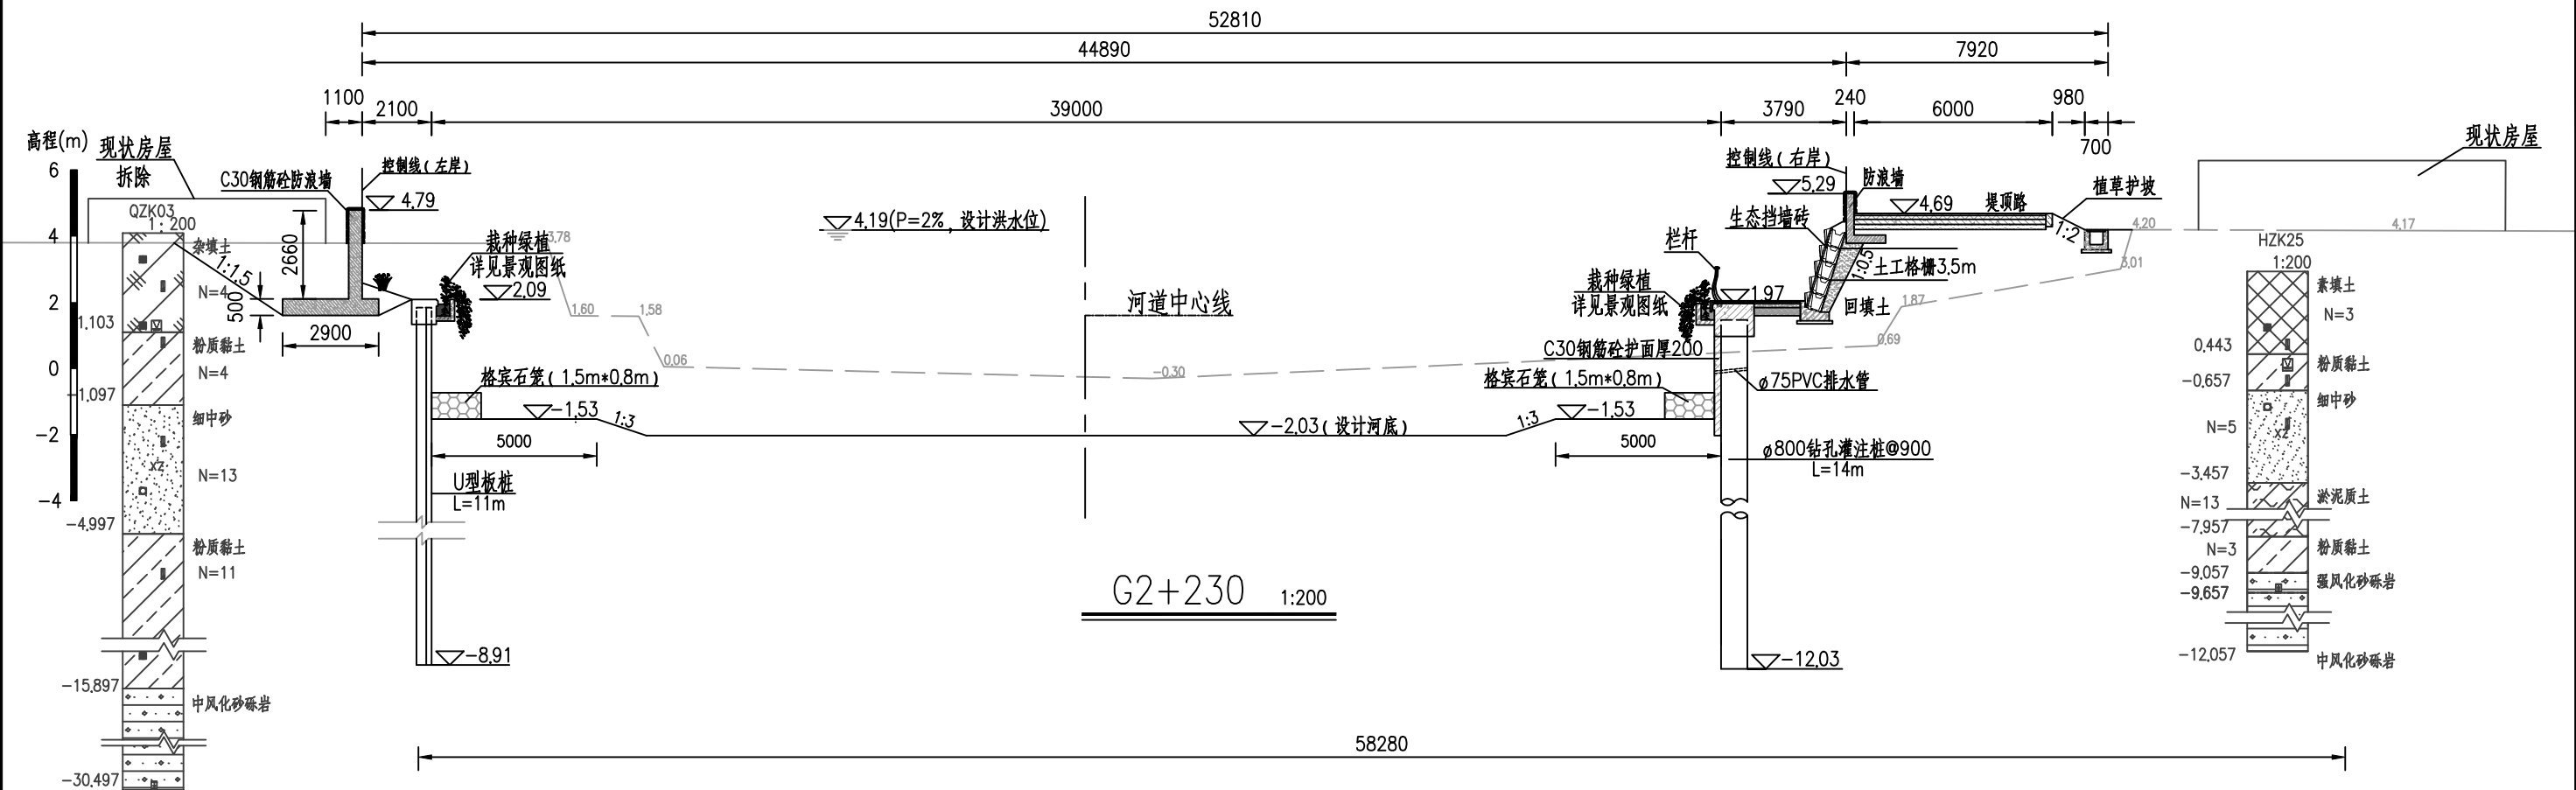 52810
44890
7920
1100
2100
39000
3790
240
6000
980
700
高程(m)
6
4
2
0
-2
-4
现状房屋
拆除
C30钢筋砼防浪墙
控制线(左岸)
4.79
QZK03
1:200
杂填土
N=4
1.103
粉质黏土
N=4
-1.097
细中砂
N=13
-4.997
粉质黏土
N=11
-15.897
中风化砂砾岩
-30.497
1:1.5
2660
500
2900
栽种绿植
详见景观图纸
2.09
3.78
1.60
1.58
0.06
-0.30
格宾石笼(1.5m*0.8m)
-1.53
1:3
5000
U型板桩
L=11m
-8.91
4.19(P=2%,设计洪水位)
河道中心线
-2.03(设计河底)
G2+230
1:200
58280
控制线(右岸)
5.29
防浪墙
4.69
堤顶路
植草护坡
生态挡墙砖
栏杆
1:2
4.20
4.17
现状房屋
栽种绿植
详见景观图纸
1.97
1:0.5
土工格栅3.5m
3.01
回填土
1.87
0.69
C30钢筋砼护面厚200
格宾石笼(1.5m*0.8m)
ø75PVC排水管
1:3
-1.53
5000
ø800钻孔灌注桩@900
L=14m
-12.03
HZK25
1:200
素填土
N=3
0.443
粉质黏土
-0.657
细中砂
N=5
-3.457
淤泥质土
N=13
-7.957
N=3
粉质黏土
-9.057
强风化砂砾岩
-9.657
-12.057
中风化砂砾岩